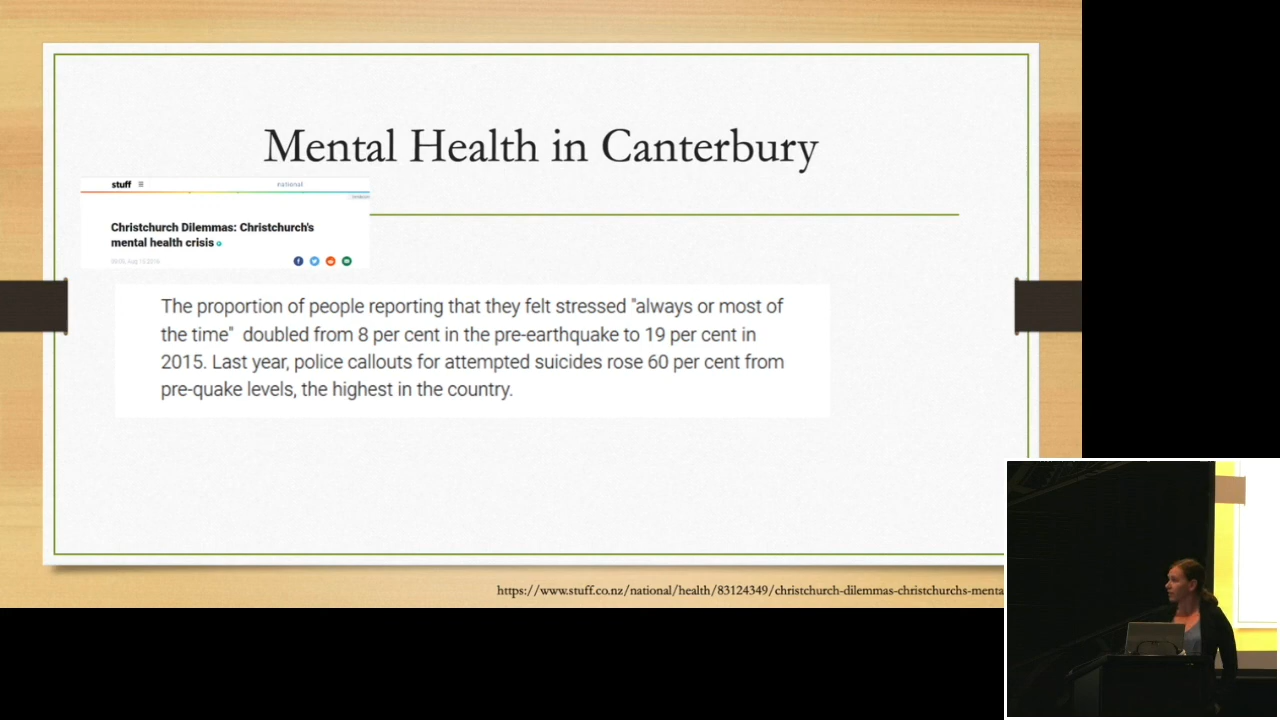 Mental Health in Canterbury
stuff
national
Christchurch Dilemmas: Christchurch's
mental health crisis
The proportion of people reporting that they felt stressed "always or most of
the time" doubled from 8 per cent in the pre-earthquake to 19 per cent in
2015. Last year, police callouts for attempted suicides rose 60 per cent from
pre-quake levels, the highest in the country.
https://www.stuff.co.nz/national/health/83124349/christchurch-dilemmas-christchurchs-menta